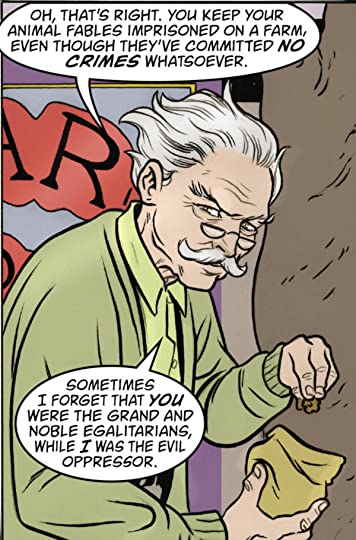 OH, THAT'S RIGHT. YOU KEEP YOUR
ANIMAL FABLES IMPRISONED ON A FARM,
EVEN THOUGH THEY'VE COMMITTED NO
CRIMES WHATSOEVER.
AR
SOMETIMES
I FORGET THAT YOU
WERE THE GRAND AND
NOBLE EGALITARIANS,
WHILE I WAS THE EVIL
OPPRESSOR.